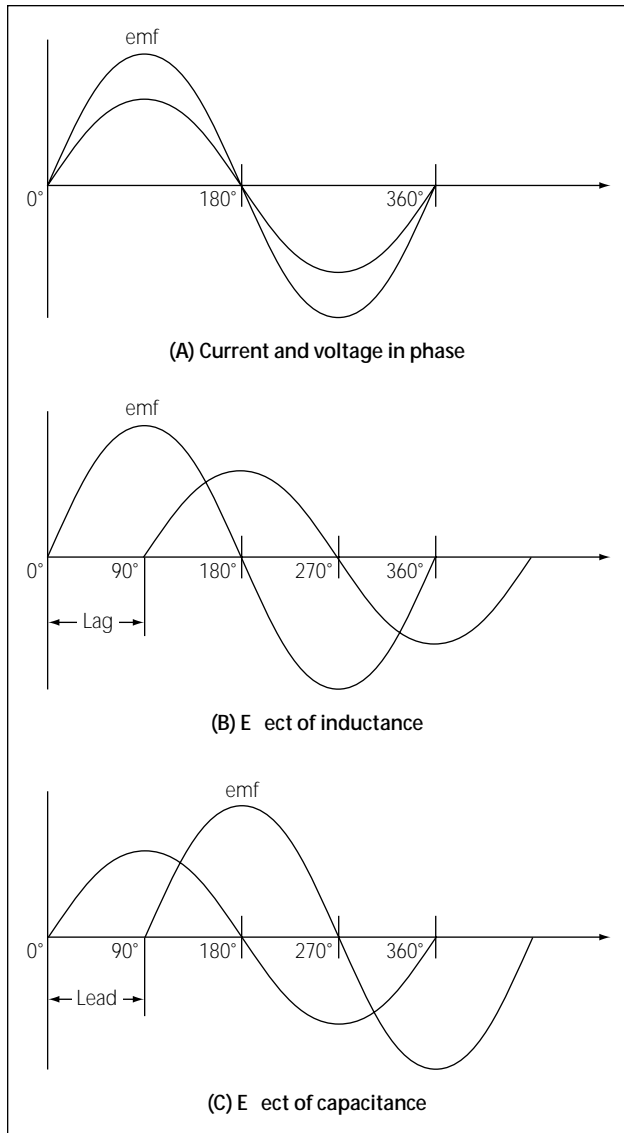 emf
0° 180° 360°
(A) Current and voltage in phase
emf
0° 90° 180° 270° 360°
Lag
(B) E ect of inductance
emf
0° 90° 180° 270° 360°
Lead
(C) E ect of capacitance